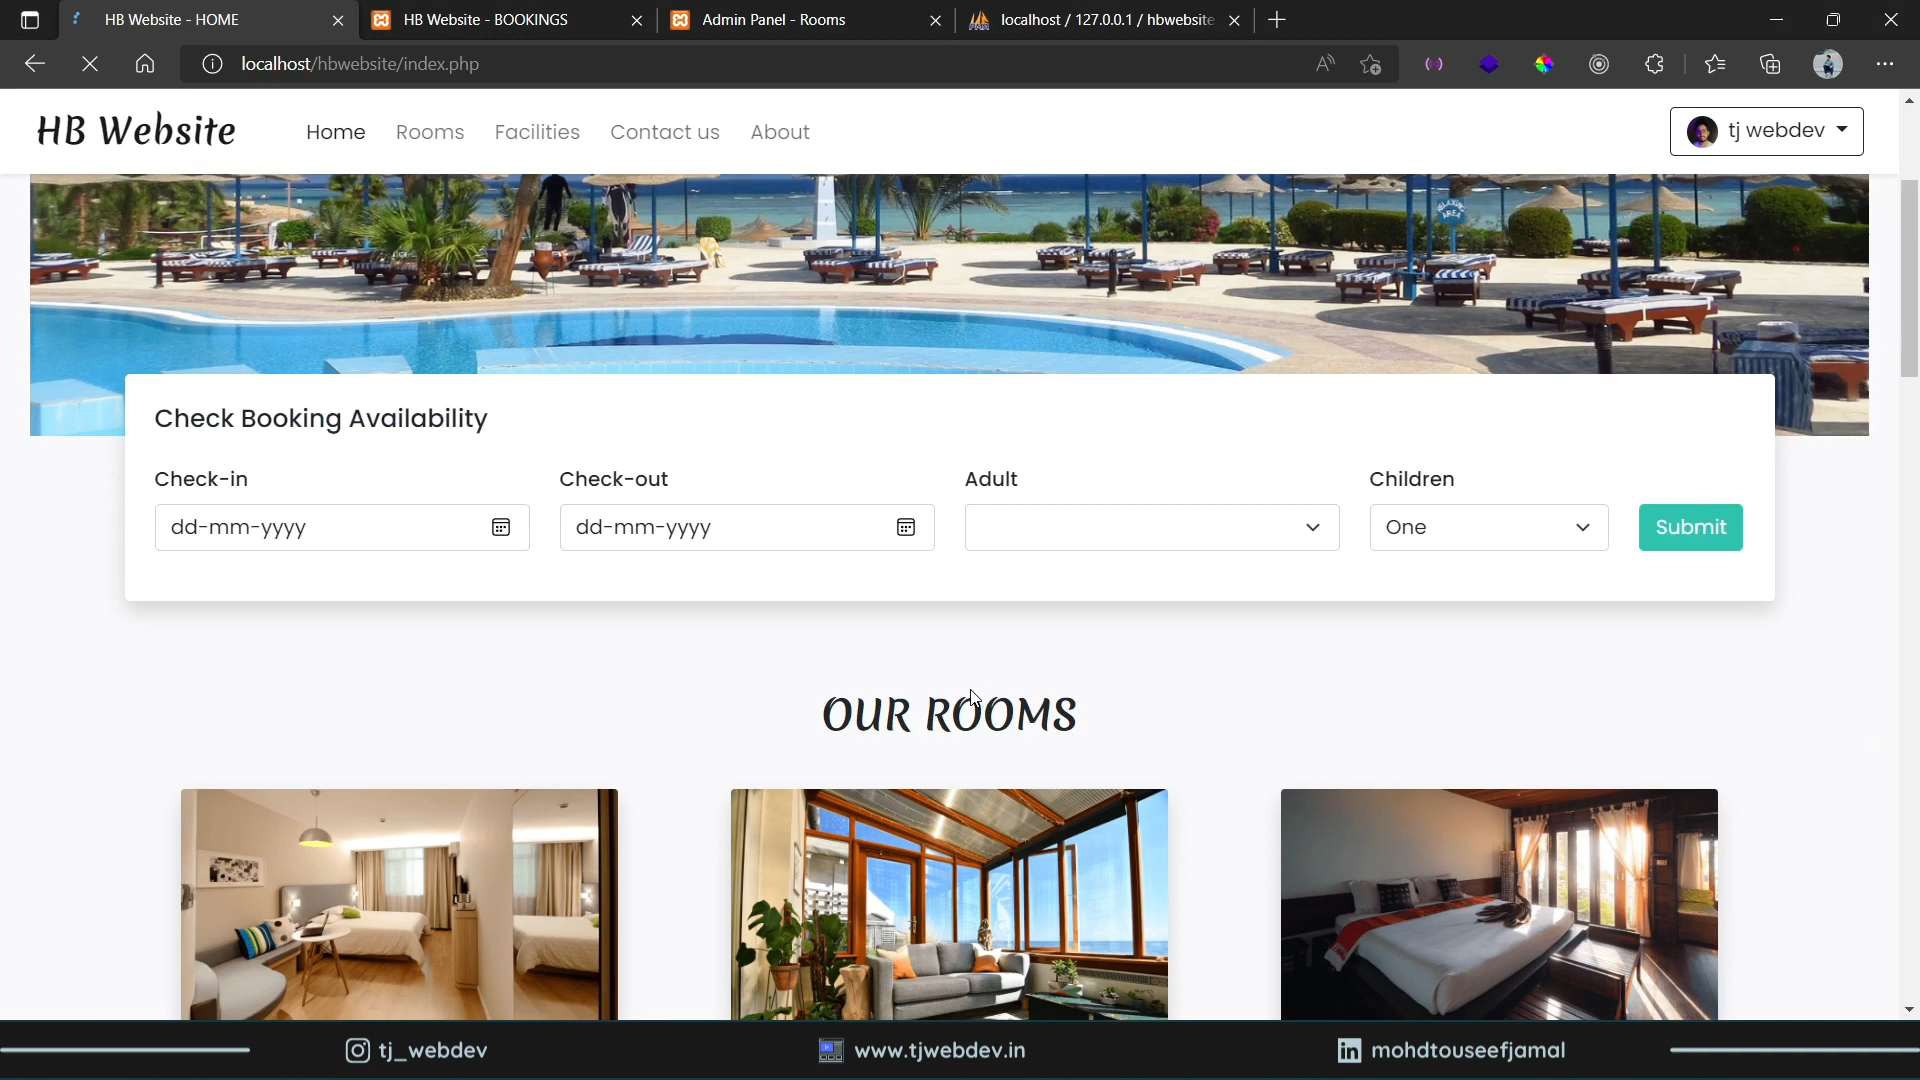 HB Website - HOME
HB Website - BOOKINGS
Admin Panel - Rooms
localhost / 127.0.0.1 / hbwebsite
localhost/hbwebsite/index.php
HB Website
Home
Rooms
Facilities
Contact us
About
tj webdev
RELAXING
AREA
Check Booking Availability
Check-in
Check-out
Adult
Children
dd-mm-yyyy
dd-mm-yyyy
One
Submit
OUR ROOMS
tj_webdev
www.tjwebdev.in
mohdtouseefjamal